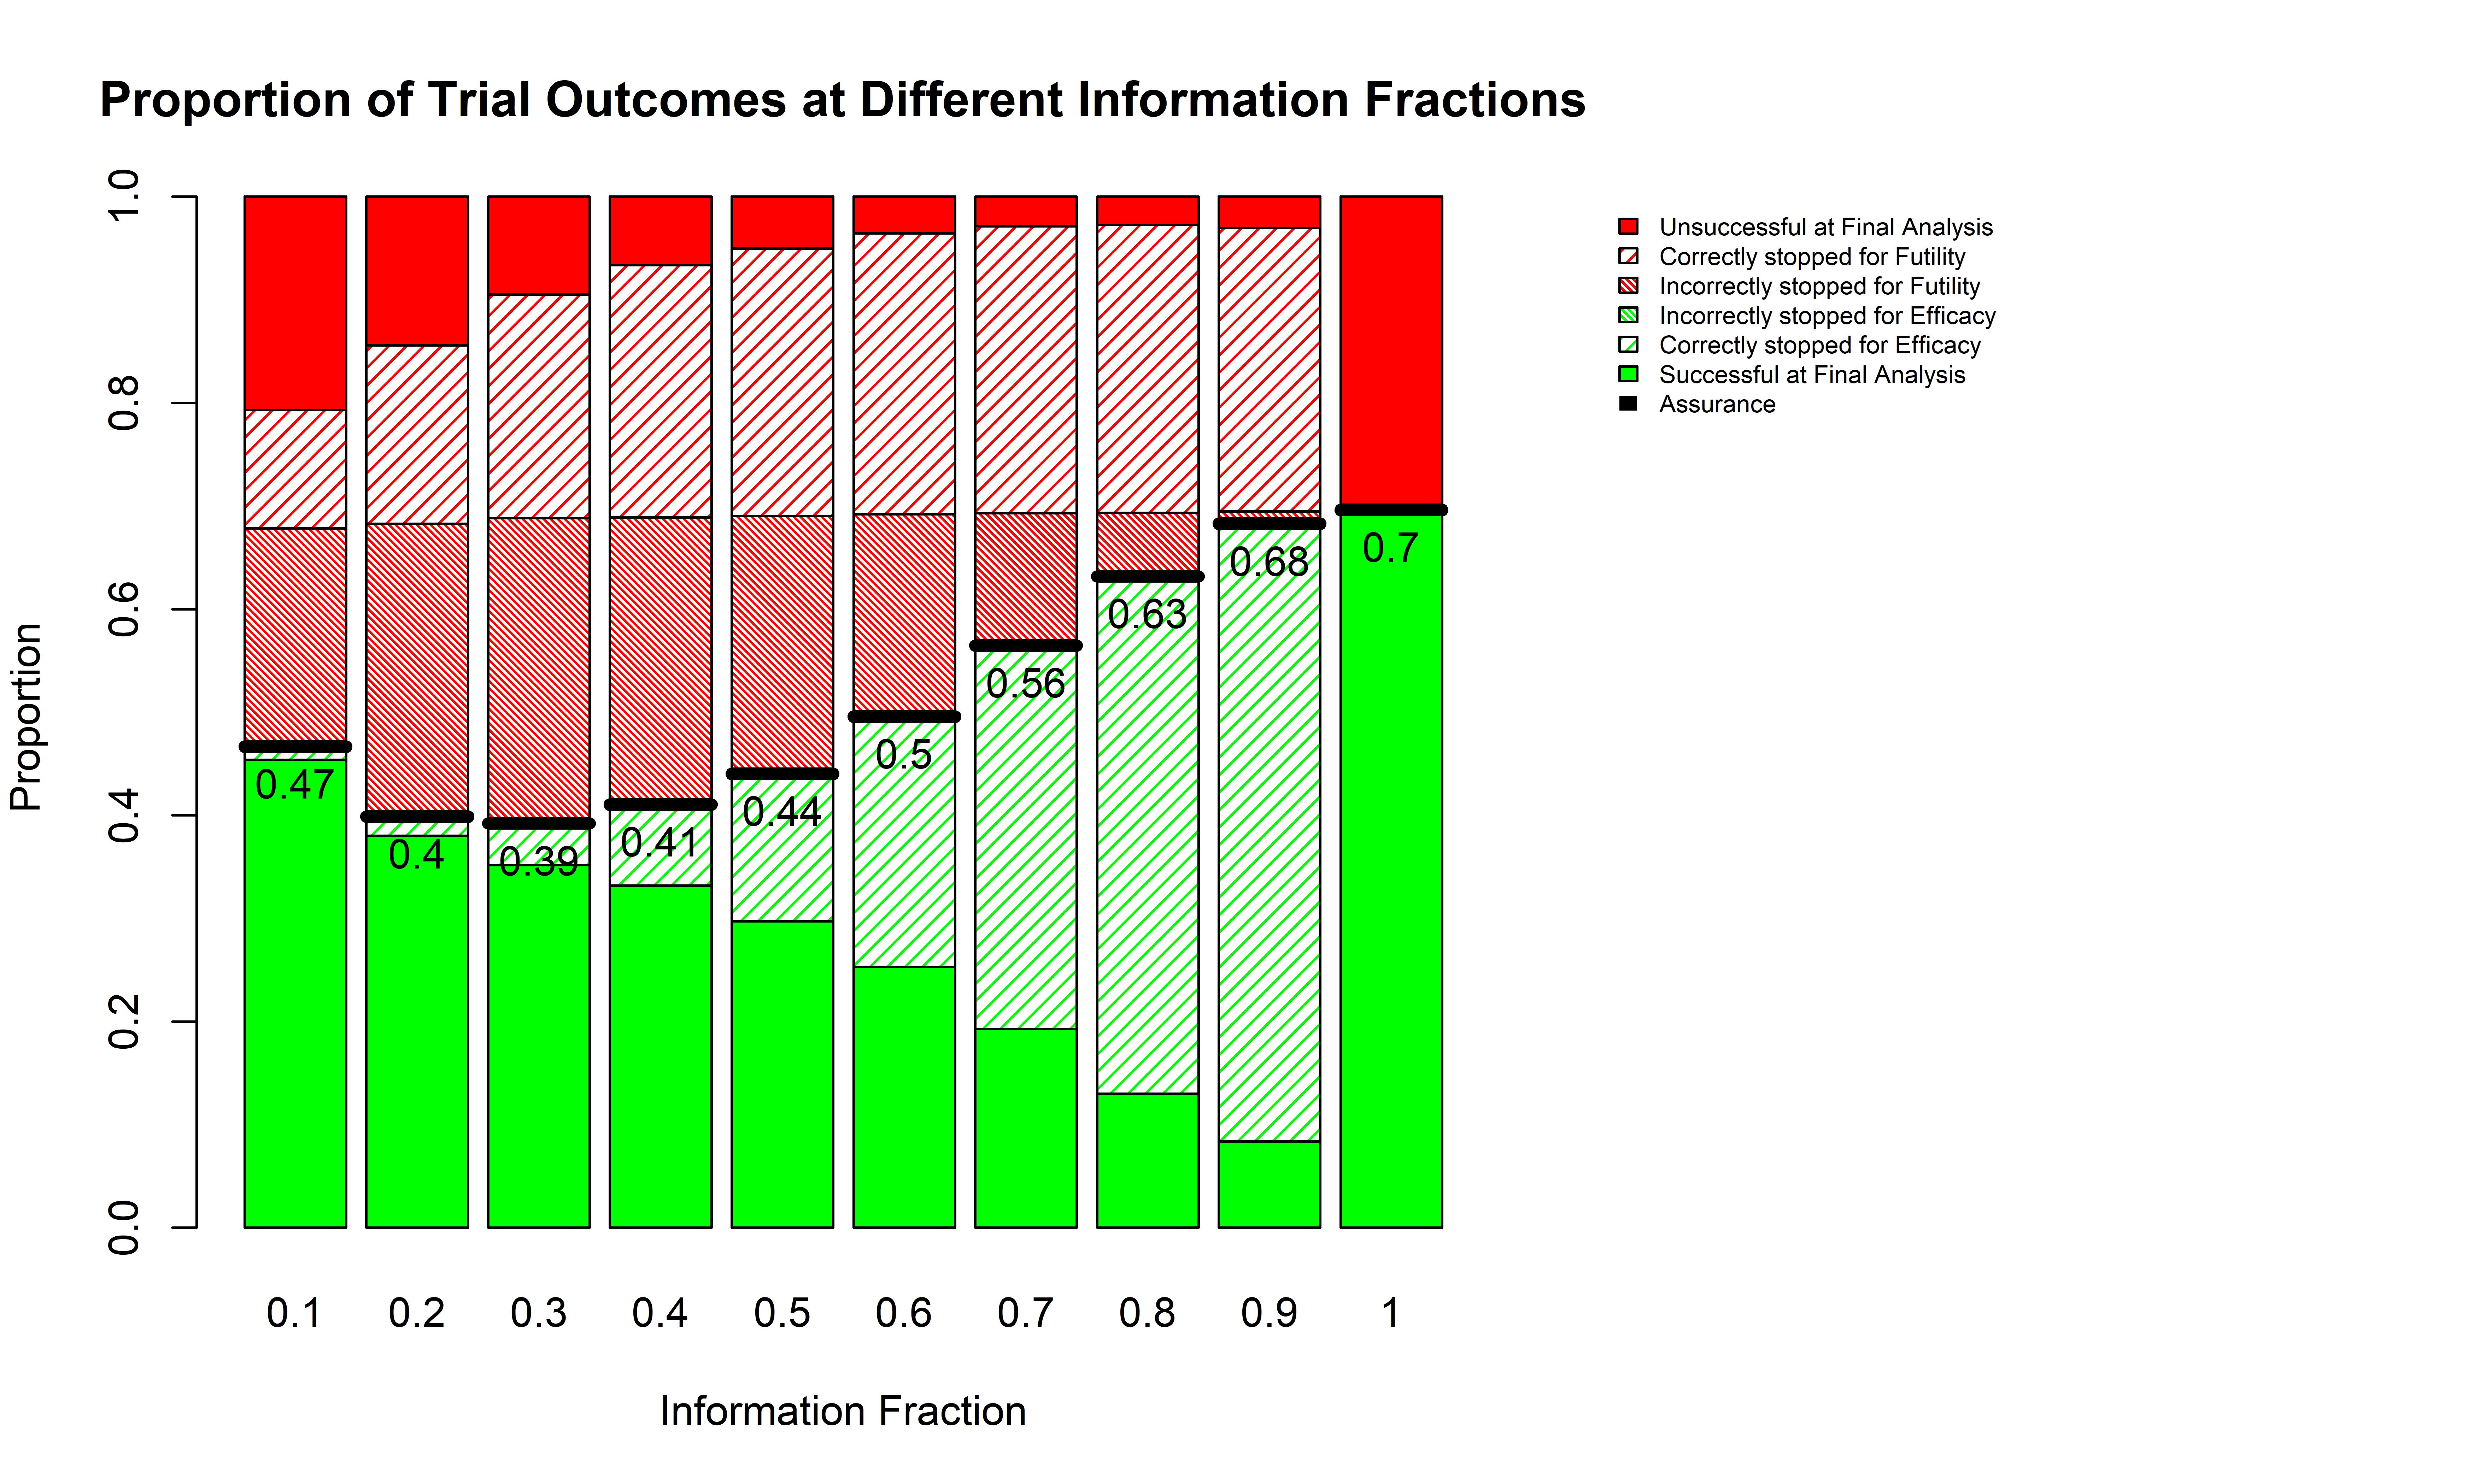 Proportion of Trial Outcomes at Different Information Fractions
Proportion
1.0
0.8
0.6
0.4
0.2
0.0
0.47
0.4
0.39
0.41
0.44
0.5
0.56
0.63
0.68
0.7
0.1 0.2 0.3 0.4 0.5 0.6 0.7 0.8 0.9 1
Information Fraction
Unsuccessful at Final Analysis
Correctly stopped for Futility
Incorrectly stopped for Futility
Incorrectly stopped for Efficacy
Correctly stopped for Efficacy
Successful at Final Analysis
Assurance